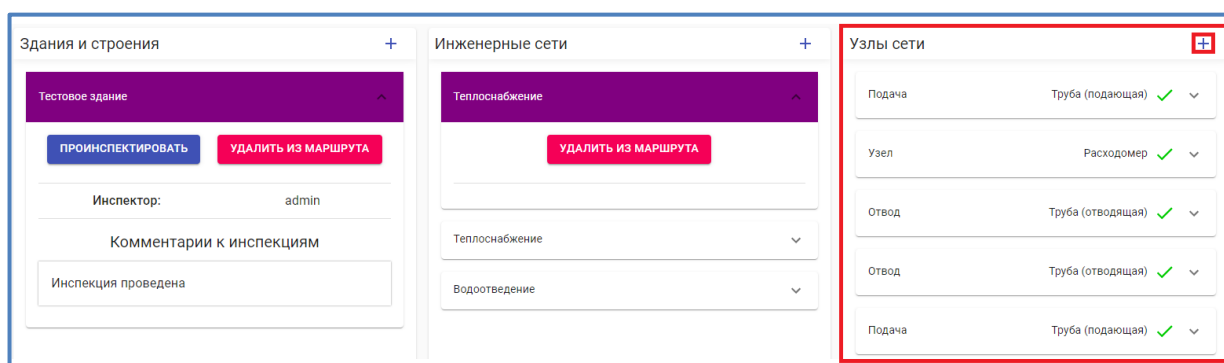 Здания и строения +
Тестовое здание
ПРОИНСПЕКТИРОВАТЬ УДАЛИТЬ ИЗ МАРШРУТА
Инспектор: admin
Комментарии к инспекциям
Инспекция проведена
Инженерные сети +
Теплоснабжение
УДАЛИТЬ ИЗ МАРШРУТА
Теплоснабжение
Водоотведение
Узлы сети +
Подача Труба (подающая)
Узел Расходомер
Отвод Труба (отводящая)
Отвод Труба (отводящая)
Подача Труба (подающая)